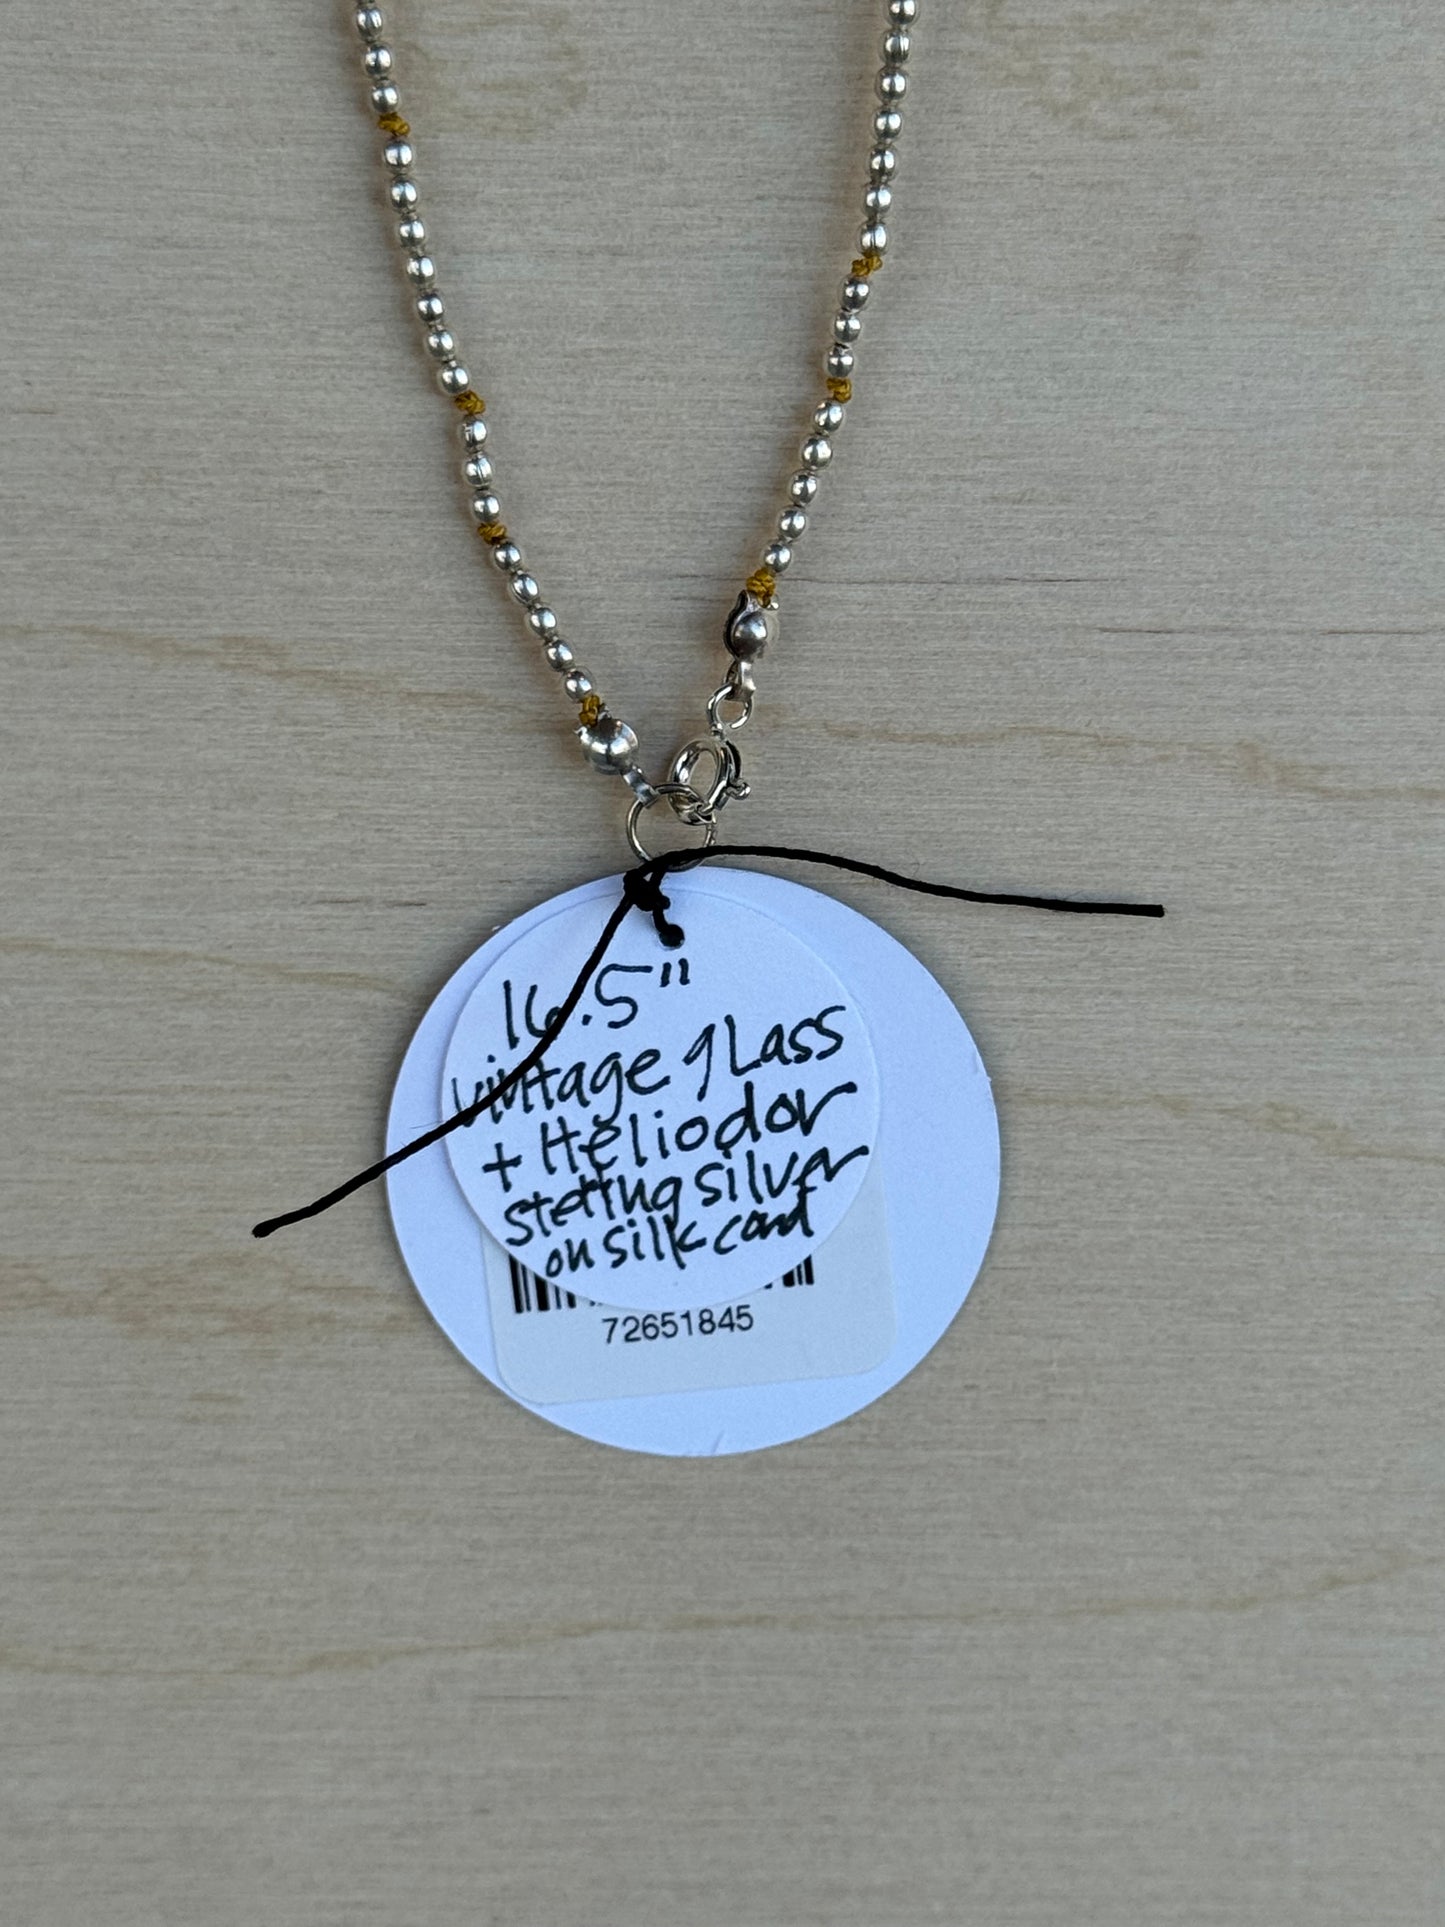 16.5"
vintage glass
+ Heliodor
sterling silver
on silk cord
72651845